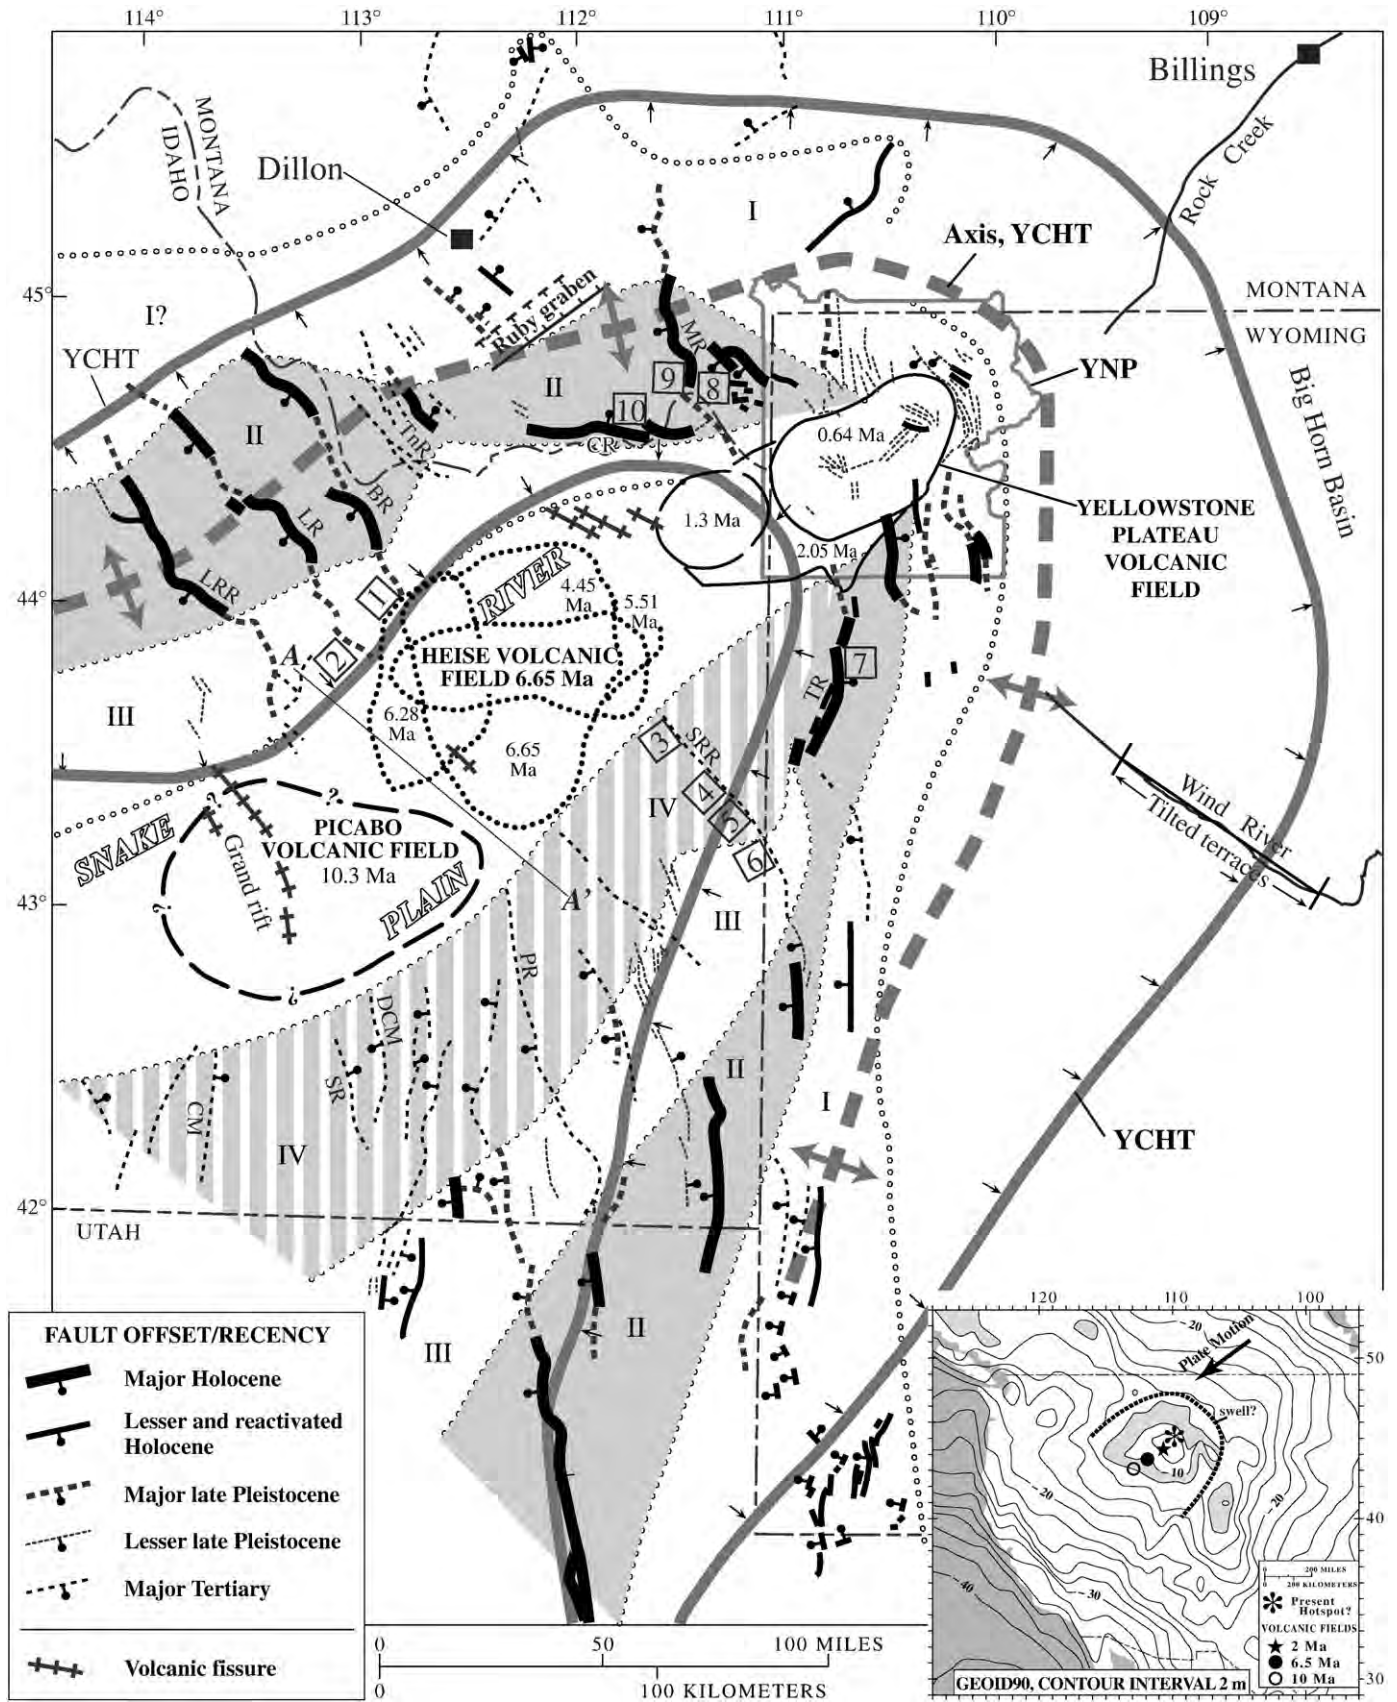 114°
113°
112°
111°
110°
109°
Billings
MONTANA
IDAHO
Dillon
Rock Creek
I
Axis, YCHT
45°
I?
Ruby graben
MONTANA
WYOMING
YCHT
MR
YNP
9
8
II
10
II
TnR
CR
0.64 Ma
Big Horn Basin
BR
LR
1.3 Ma
YELLOWSTONE
PLATEAU
VOLCANIC
FIELD
2.05 Ma
LRR
44°
1
RIVER
4.45
Ma
5.51
Ma
A
2
HEISE VOLCANIC
FIELD 6.65 Ma
7
TR
III
6.28
Ma
6.65
Ma
3
SRR
4
5
6
IV
Wind River
Tilted terraces
SNAKE
PICABO
VOLCANIC FIELD
10.3 Ma
?
?
?
?
Grand rift
PLAIN
43°
A'
III
PR
DCM
SR
CM
II
I
YCHT
IV
42°
UTAH
II
III
FAULT OFFSET/RECENCY
Major Holocene
Lesser and reactivated
Holocene
Major late Pleistocene
Lesser late Pleistocene
Major Tertiary
Volcanic fissure
0
50
100 MILES
0
100 KILOMETERS
120
110
100
-20
Plate Motion
50
swell?
-10
-20
-20
40
-30
-40
0 200 MILES
0 200 KILOMETERS
Present
Hotspot?
VOLCANIC FIELDS
2 Ma
6.5 Ma
10 Ma
30
GEOID90, CONTOUR INTERVAL 2 m